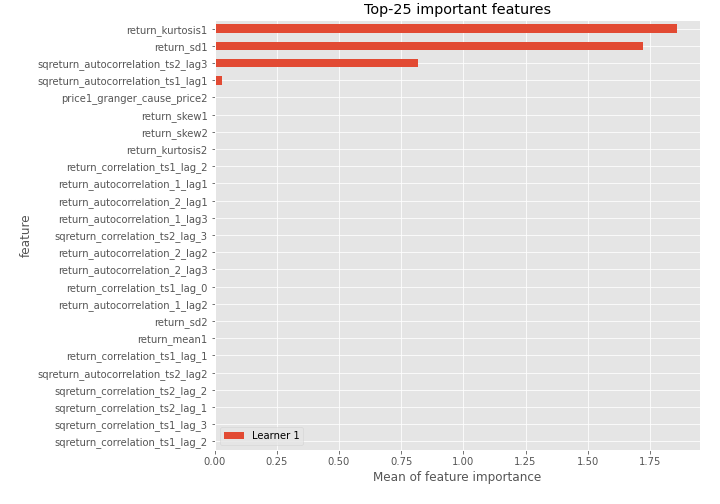 Top-25 important features
return_kurtosis1
return_sd1
sqreturn_autocorrelation_ts2_lag3
sqreturn_autocorrelation_ts1_lag1
price1_granger_cause_price2
return_skew1
return_skew2
return_kurtosis2
return_correlation_ts1_lag_2
return_autocorrelation_1_lag1
return_autocorrelation_2_lag1
return_autocorrelation_1_lag3
sqreturn_correlation_ts2_lag_3
return_autocorrelation_2_lag2
return_autocorrelation_2_lag3
return_correlation_ts1_lag_0
return_autocorrelation_1_lag2
return_sd2
return_mean1
return_correlation_ts1_lag_1
sqreturn_autocorrelation_ts2_lag2
sqreturn_correlation_ts2_lag_2
sqreturn_correlation_ts2_lag_1
sqreturn_correlation_ts1_lag_3
sqreturn_correlation_ts1_lag_2
feature
Learner 1
0.00 0.25 0.50 0.75 1.00 1.25 1.50 1.75
Mean of feature importance